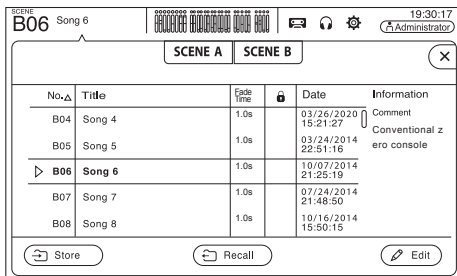 SCENE
B06 Song 6
19:30:17
Administrator
SCENE A SCENE B
No. Title Fade Time Date Information
B04 Song 4 1.0s 03/26/2020 15:21:27
B05 Song 5 1.0s 03/24/2014 22:51:16
B06 Song 6 1.0s 10/07/2014 21:25:19
B07 Song 7 1.0s 07/24/2014 21:48:50
B08 Song 8 1.0s 10/16/2014 15:50:15
Comment
Conventional z
ero console
Store Recall Edit